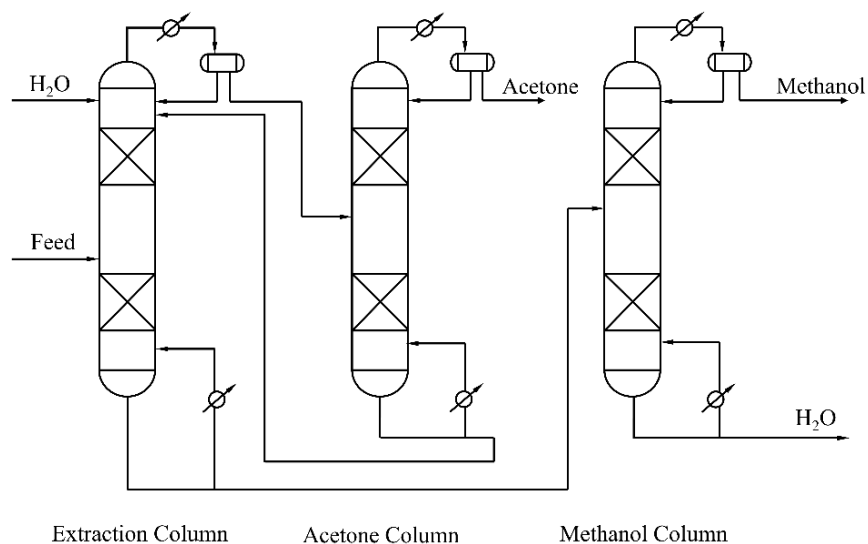 H₂O
Acetone
Methanol
Feed
H₂O
Extraction Column
Acetone Column
Methanol Column